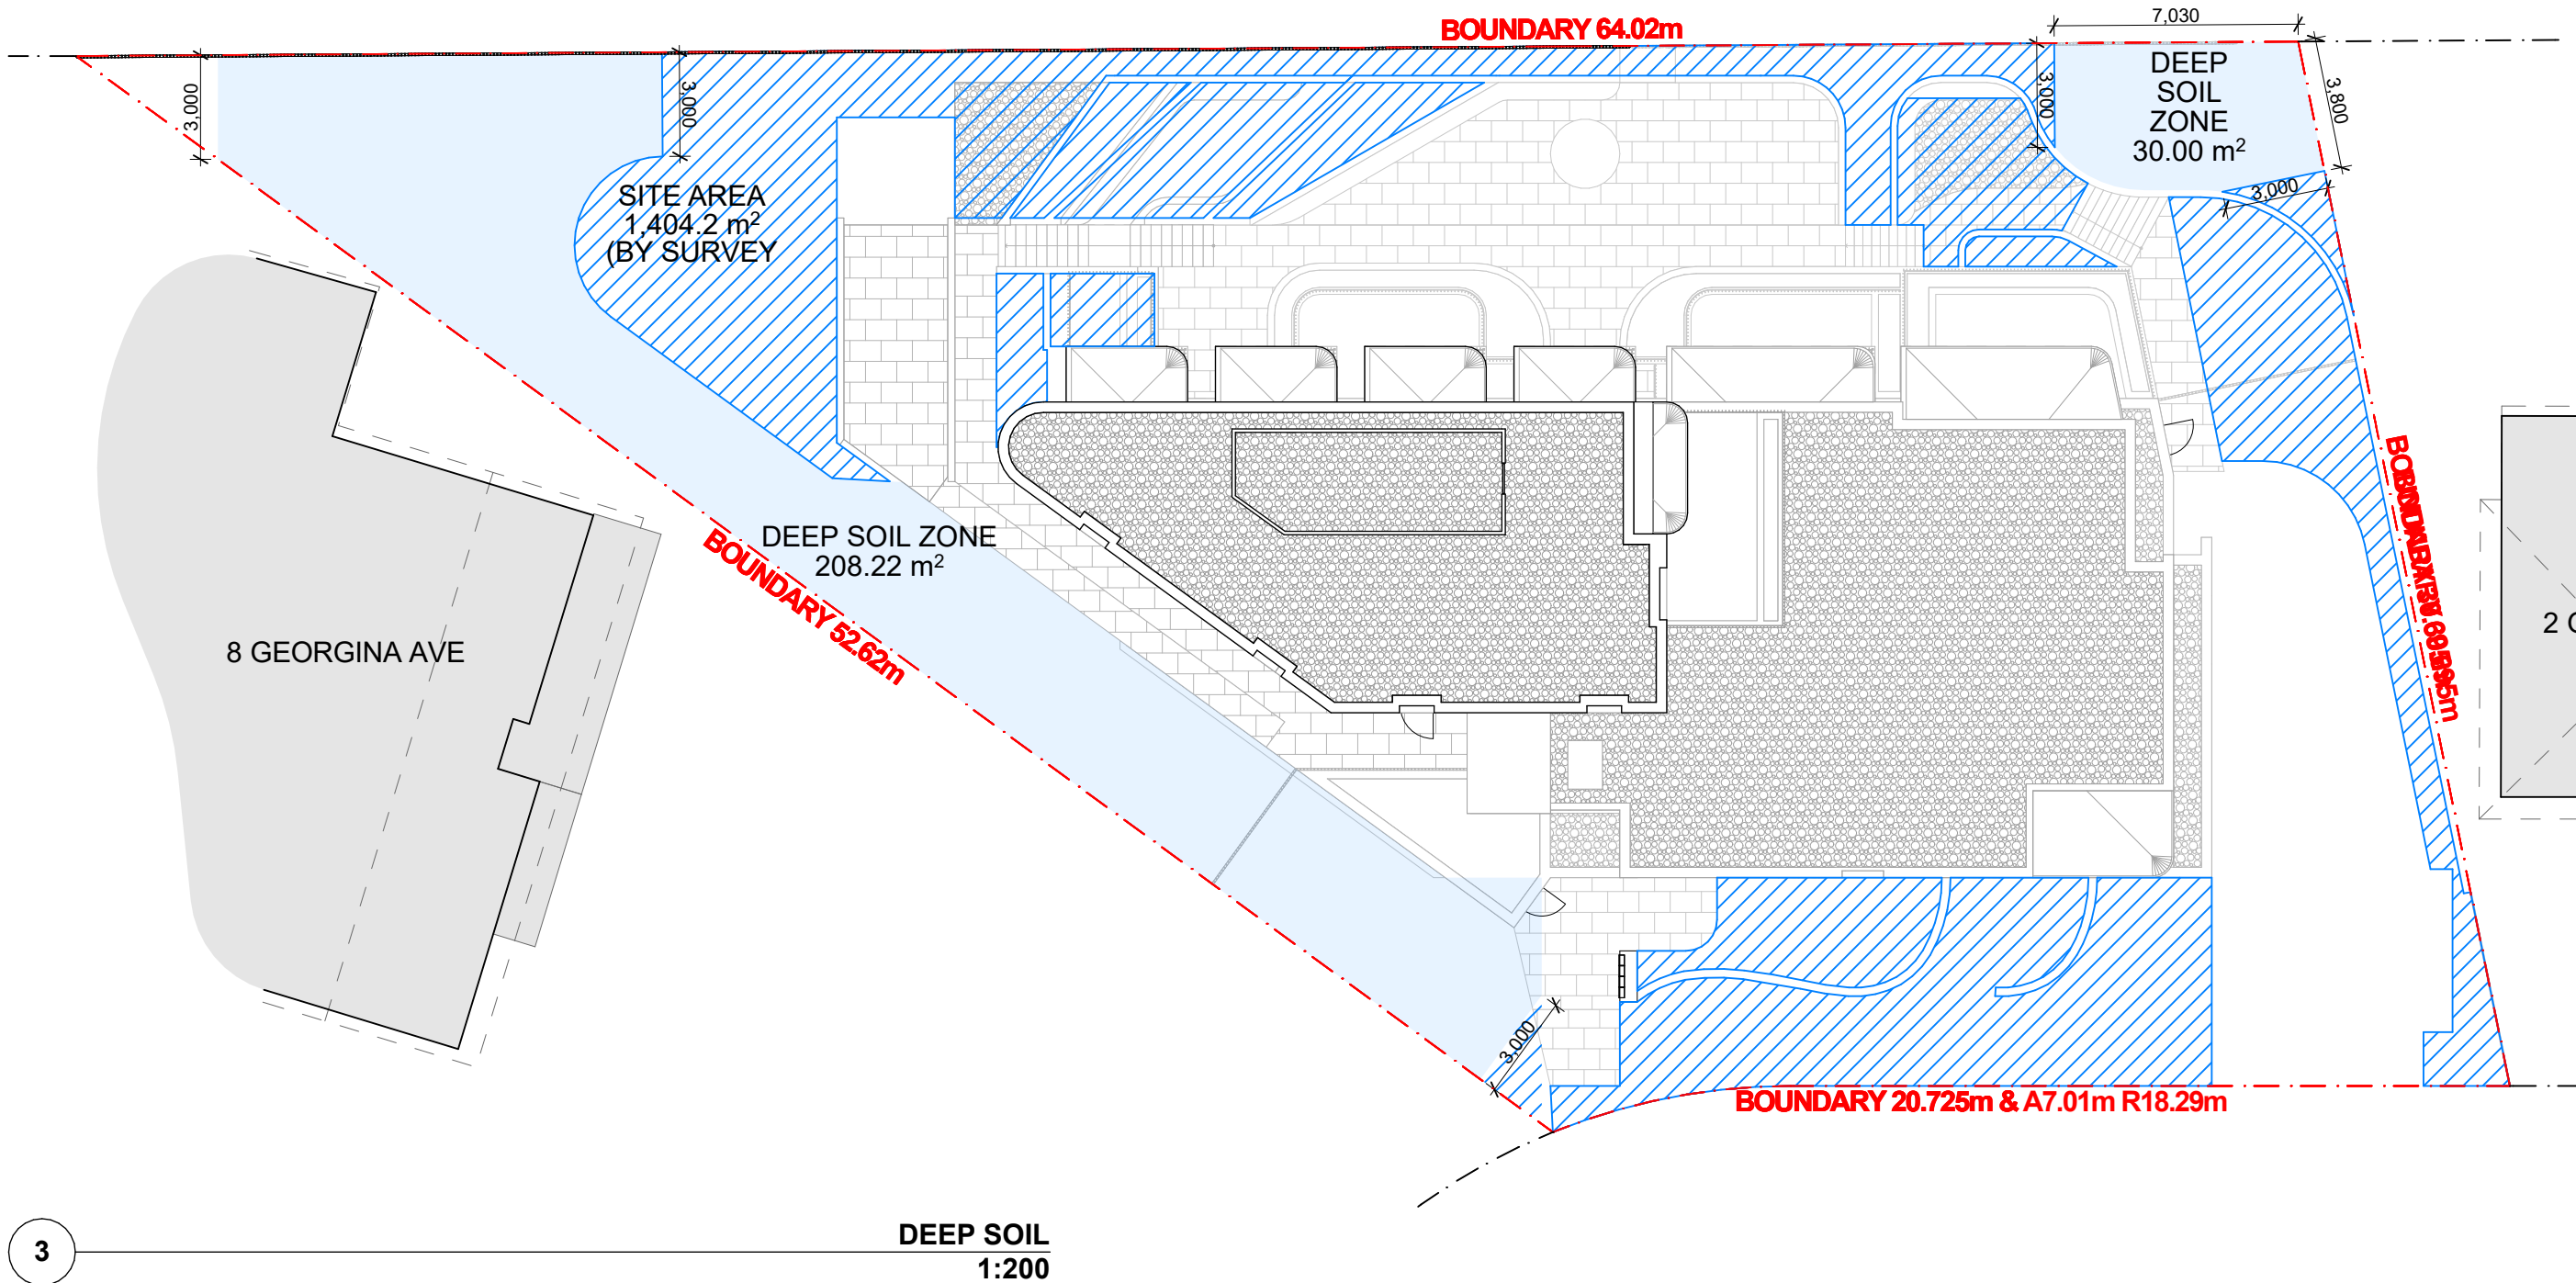 BOUNDARY 64.02m
7,030
3,000
3,000
3,000
3,800
DEEP
SOIL
ZONE
30.00 m²
3,000
SITE AREA
1,404.2 m²
(BY SURVEY
DEEP SOIL ZONE
208.22 m²
BOUNDARY 52.62m
8 GEORGINA AVE
2
3,000
BOUNDARY 20.725m & A7.01m R18.29m
3
DEEP SOIL
1:200